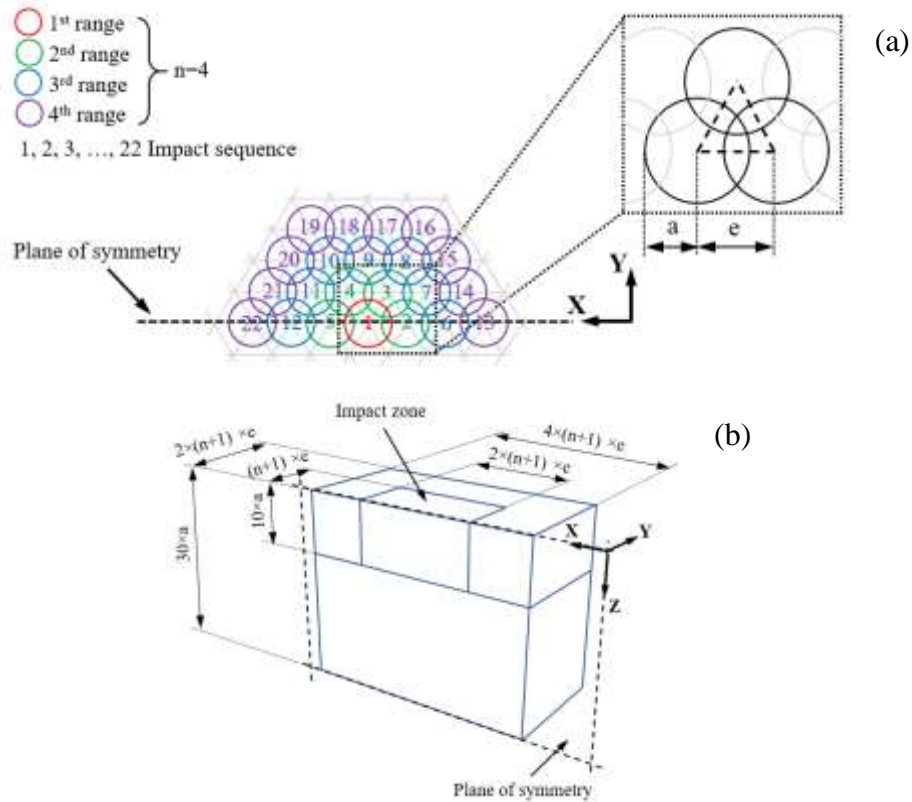 1st range
2nd range
3rd range
4th range
n=4
1, 2, 3, …, 22 Impact sequence
(a)
a
e
Plane of symmetry
19 18 17 16
20 10 9 8 15
21 11 4 3 7 14
22 12 5 1 2 6 13
Y
X
Impact zone
(b)
2×(n+1) ×e
(n+1) ×e
4×(n+1) ×e
2×(n+1) ×e
10×a
30×a
X
Y
Z
Plane of symmetry